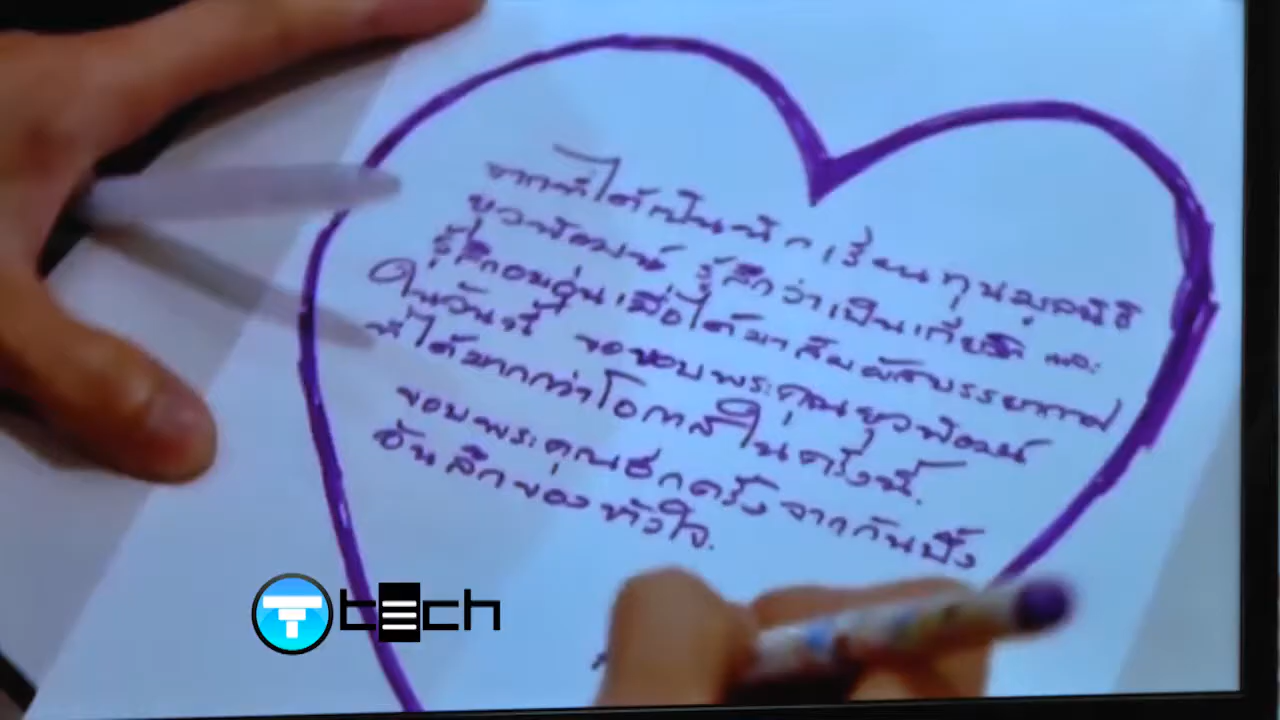 จากที่ได้เป็นนักเรียนทุนมูลนิธิ
ยุวพัฒน์ รู้สึกว่าเป็นเกียรติ และ
รู้สึกอบอุ่นเมื่อได้มาสัมผัสบรรยากาศ
ในวันนี้ ขอขอบพระคุณยุวพัฒน์
ที่ได้มากกว่าโอกาสในครั้งนี้.
ขอบพระคุณอีกครั้งจากก้นบึ้ง
อันลึกของหัวใจ.
T tech